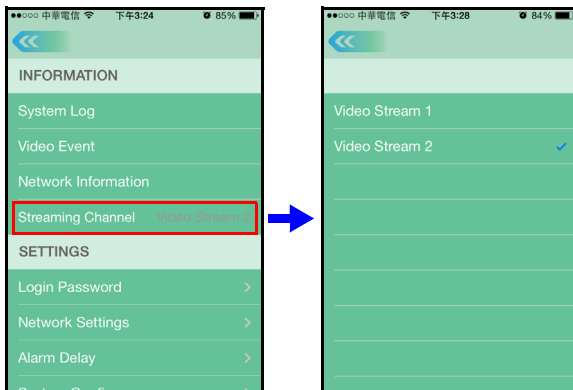 中華電信 下午3:24 85%
INFORMATION
System Log
Video Event
Network Information
Streaming Channel Video Stream 2
SETTINGS
Login Password
Network Settings
Alarm Delay
中華電信 下午3:28 84%
Video Stream 1
Video Stream 2